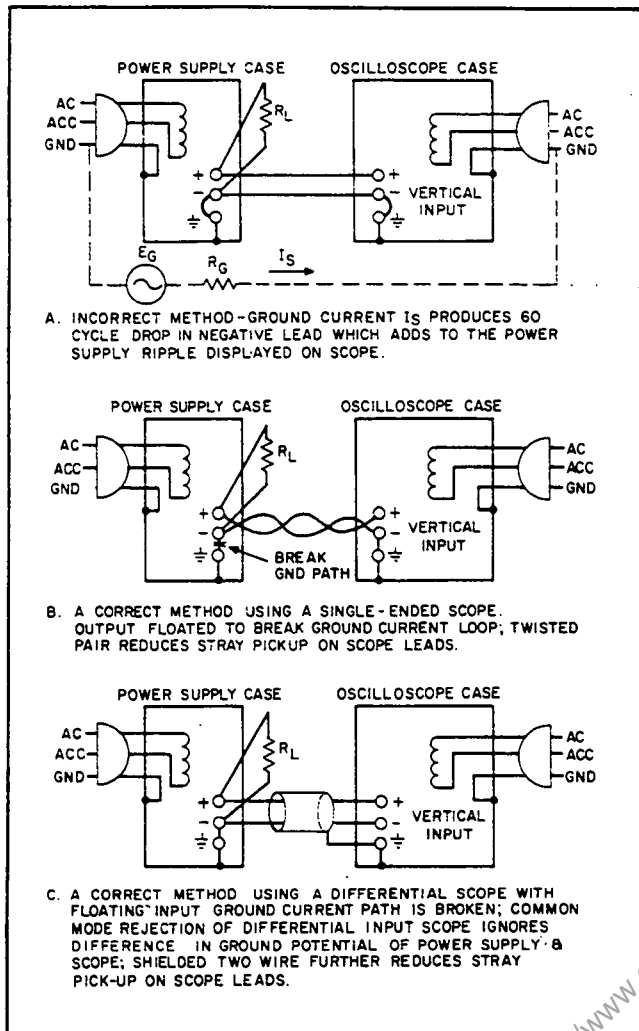 POWER SUPPLY CASE
OSCILLOSCOPE CASE
AC
ACC
GND
RL
AC
ACC
GND
+
-
+
-
VERTICAL
INPUT
EG
RG
IS
A. INCORRECT METHOD-GROUND CURRENT IS PRODUCES 60
CYCLE DROP IN NEGATIVE LEAD WHICH ADDS TO THE POWER
SUPPLY RIPPLE DISPLAYED ON SCOPE.
POWER SUPPLY CASE
OSCILLOSCOPE CASE
AC
ACC
GND
RL
AC
ACC
GND
+
-
+
-
VERTICAL
INPUT
BREAK
GND PATH
B. A CORRECT METHOD USING A SINGLE-ENDED SCOPE.
OUTPUT FLOATED TO BREAK GROUND CURRENT LOOP; TWISTED
PAIR REDUCES STRAY PICKUP ON SCOPE LEADS.
POWER SUPPLY CASE
OSCILLOSCOPE CASE
AC
ACC
GND
RL
AC
ACC
GND
+
-
+
-
VERTICAL
INPUT
C. A CORRECT METHOD USING A DIFFERENTIAL SCOPE WITH
FLOATING INPUT GROUND CURRENT PATH IS BROKEN; COMMON
MODE REJECTION OF DIFFERENTIAL INPUT SCOPE IGNORES
DIFFERENCE IN GROUND POTENTIAL OF POWER SUPPLY &
SCOPE; SHIELDED TWO WIRE FURTHER REDUCES STRAY
PICK-UP ON SCOPE LEADS.
www.